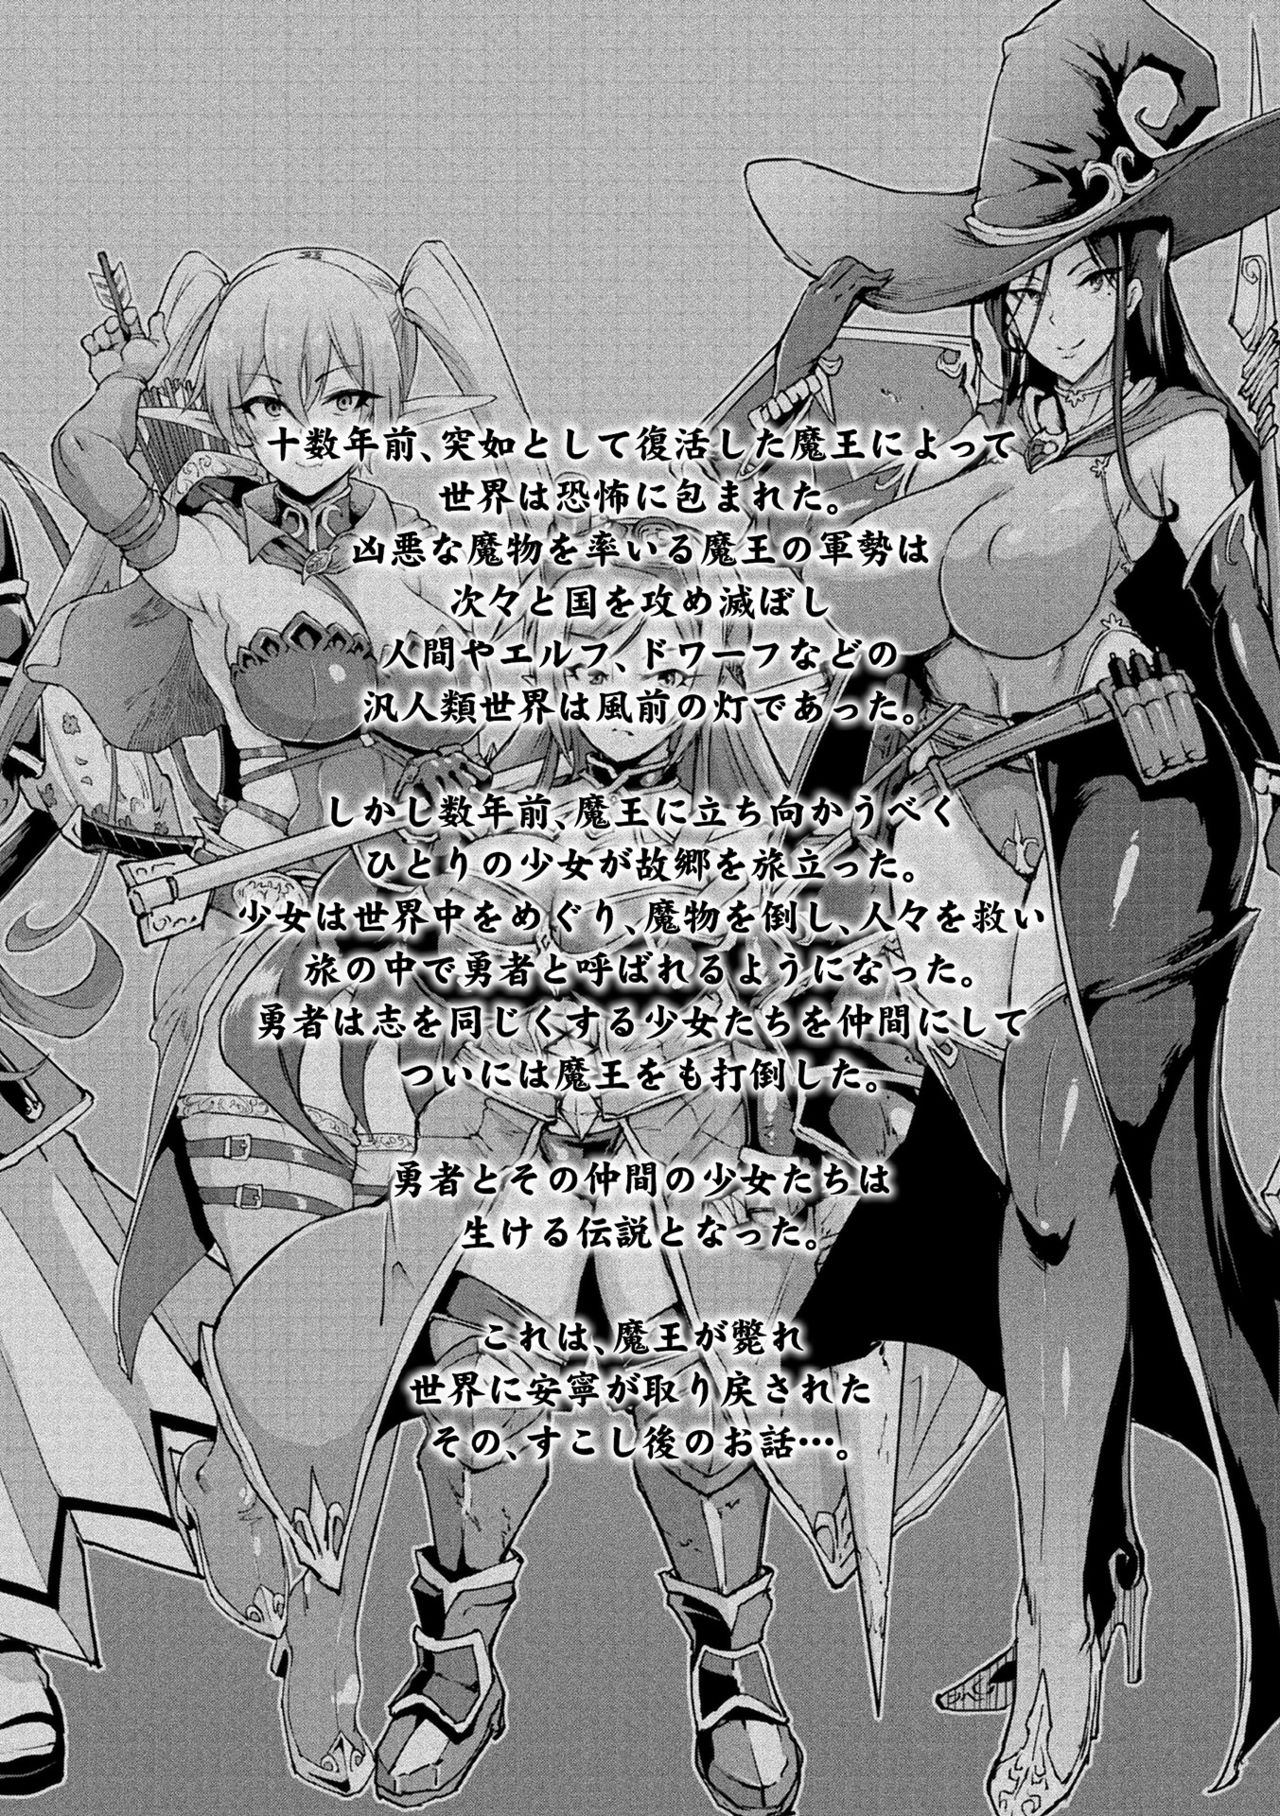 十数年前、突如として復活した魔王によって
世界は恐怖に包まれた。
凶悪な魔物を率いる魔王の軍勢は
次々と国を攻め滅ぼし
人間やエルフ、ドワーフなどの
汎人類世界は風前の灯であった。
しかし数年前、魔王に立ち向かうべく
ひとりの少女が故郷を旅立った。
少女は世界中をめぐり、魔物を倒し、人々を救い
旅の中で勇者と呼ばれるようになった。
勇者は志を同じくする少女たちを仲間にして
ついには魔王をも打倒した。
勇者とその仲間の少女たちは
生ける伝説となった。
これは、魔王が斃れ
世界に安寧が取り戻された
その、すこし後のお話…。